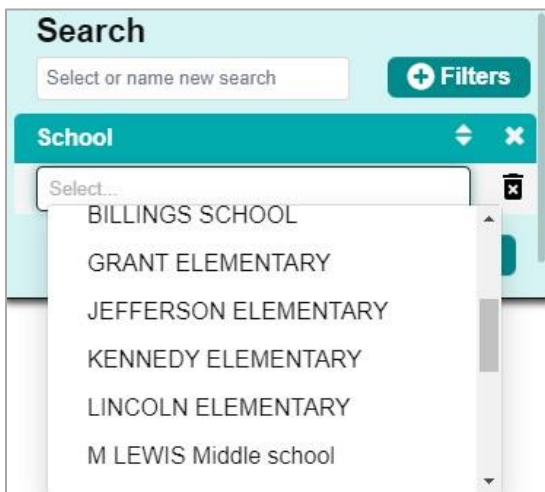 Search
Select or name new search
Filters
School
Select...
BILLINGS SCHOOL
GRANT ELEMENTARY
JEFFERSON ELEMENTARY
KENNEDY ELEMENTARY
LINCOLN ELEMENTARY
M LEWIS Middle school